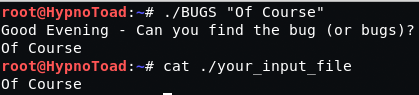 root@HypnoToad:~# ./BUGS "Of Course"
Good Evening - Can you find the bug (or bugs)?
Of Course
root@HypnoToad:~# cat ./your_input_file
Of Course